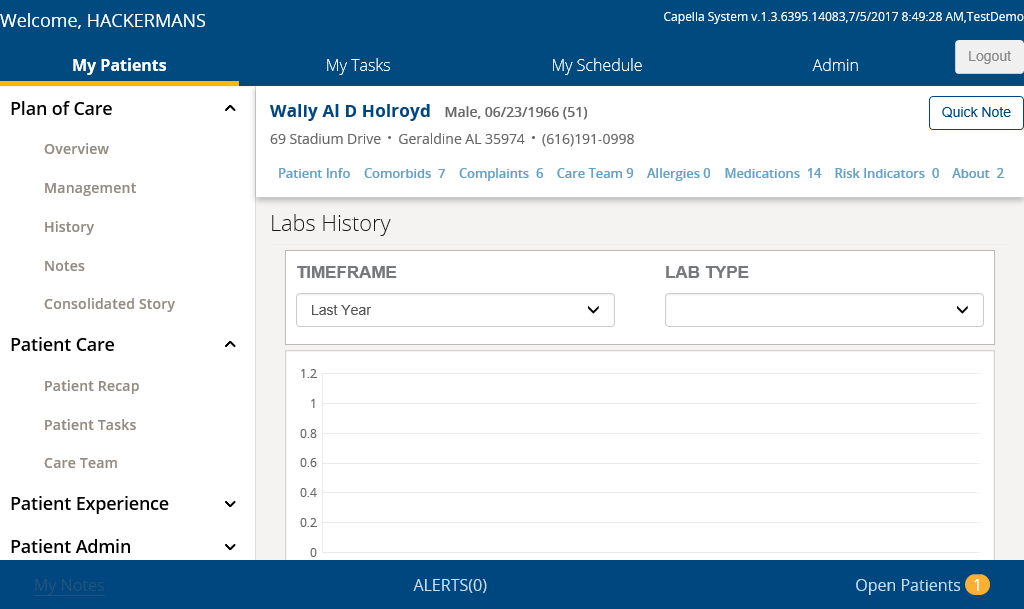 Welcome, HACKERMANS
Capella System v.1.3.6395.14083,7/5/2017 8:49:28 AM,TestDemo
My Patients My Tasks My Schedule Admin Logout
Plan of Care
Overview
Management
History
Notes
Consolidated Story
Patient Care
Patient Recap
Patient Tasks
Care Team
Patient Experience
Patient Admin
Wally Al D Holroyd Male, 06/23/1966 (51)
Quick Note
69 Stadium Drive • Geraldine AL 35974 • (616)191-0998
Patient Info Comorbids 7 Complaints 6 Care Team 9 Allergies 0 Medications 14 Risk Indicators 0 About 2
Labs History
TIMEFRAME LAB TYPE
Last Year
1.2
1
0.8
0.6
0.4
0.2
0
My Notes ALERTS(0) Open Patients 1